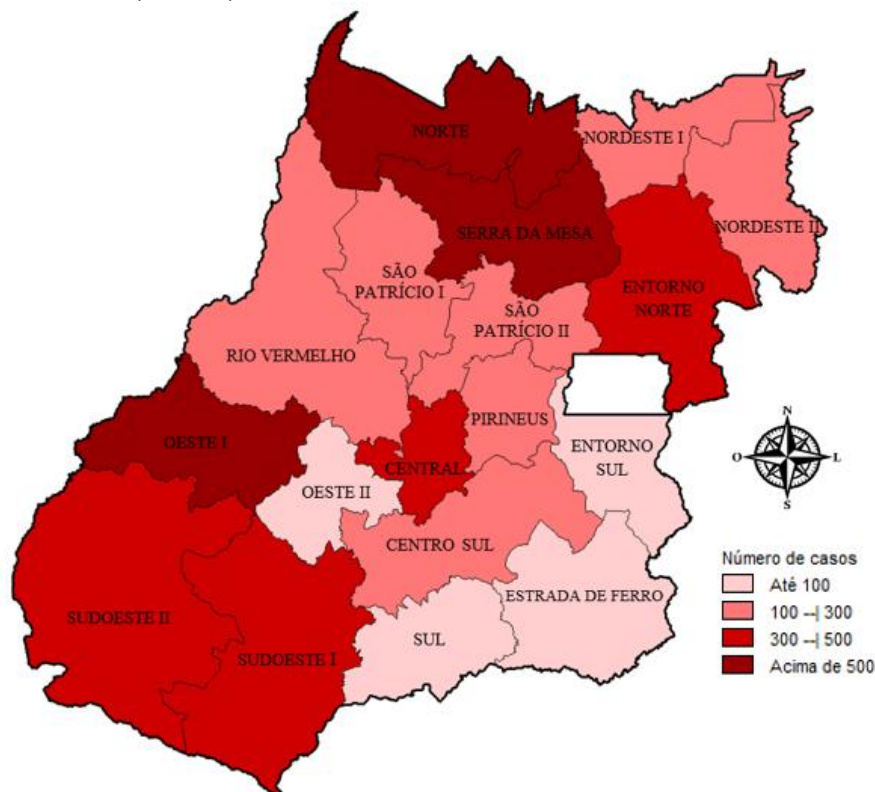 NORTE
NORDESTE I
NORDESTE II
SERRA DA MESA
SÃO
PATRÍCIO I
ENTORNO
NORTE
SÃO
PATRÍCIO II
RIO VERMELHO
PIRINEUS
OESTE I
ENTORNO
SUL
CENTRAL
OESTE II
CENTRO SUL
ESTRADA DE FERRO
SUDOESTE II
SUL
SUDOESTE I
N
O
L
S
Número de casos
Até 100
100 --| 300
300 --| 500
Acima de 500